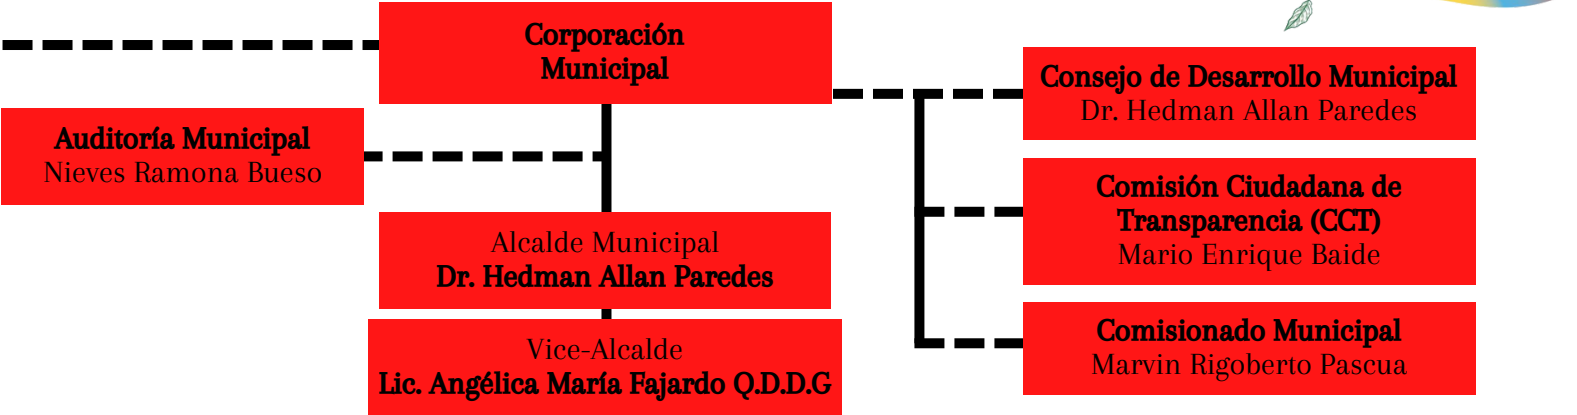 Corporación
Municipal
Auditoría Municipal
Nieves Ramona Bueso
Alcalde Municipal
Dr. Hedman Allan Paredes
Vice-Alcalde
Lic. Angélica María Fajardo Q.D.D.G
Consejo de Desarrollo Municipal
Dr. Hedman Allan Paredes
Comisión Ciudadana de
Transparencia (CCT)
Mario Enrique Baide
Comisionado Municipal
Marvin Rigoberto Pascua